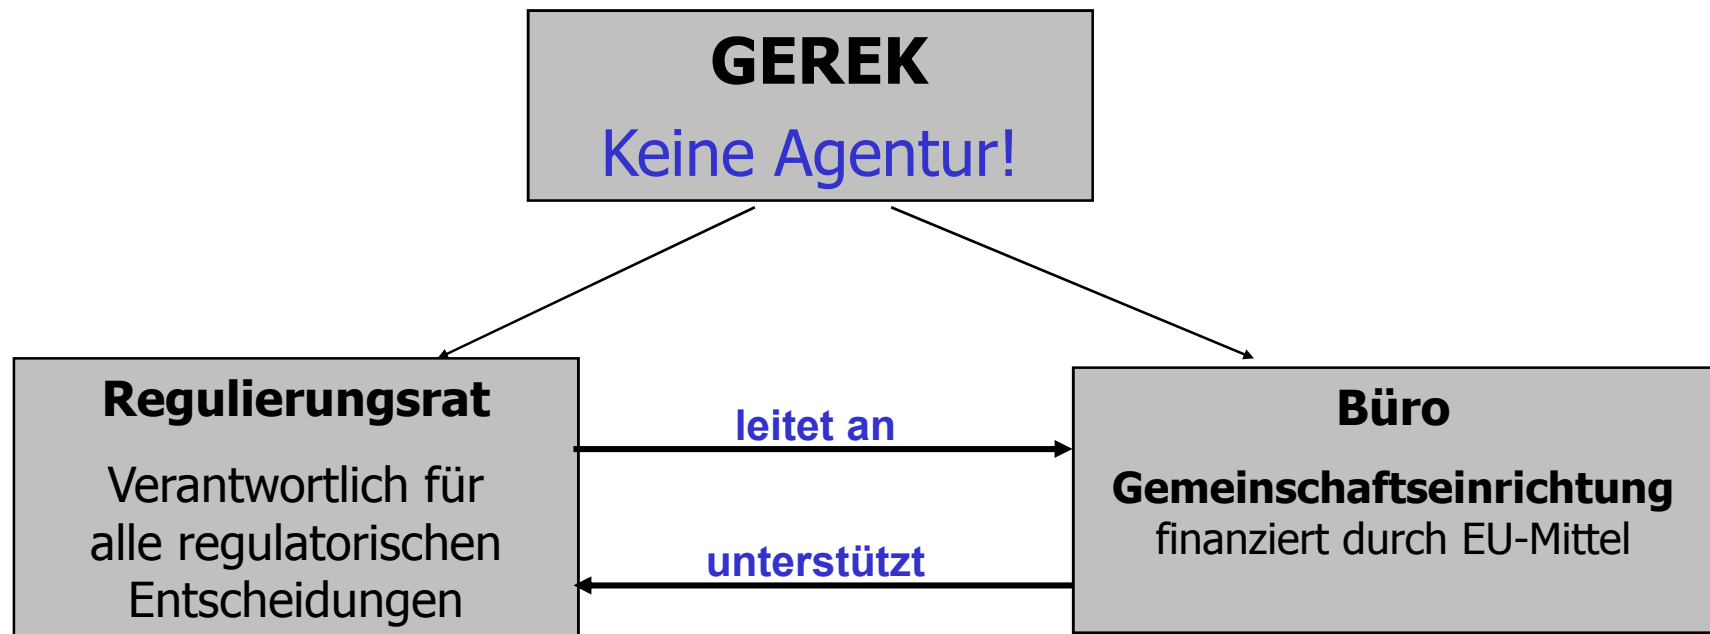 GEREK
Keine Agentur!
Regulierungsrat
Verantwortlich für
alle regulatorischen
Entscheidungen
leitet an
unterstützt
Büro
Gemeinschaftseinrichtung
finanziert durch EU-Mittel